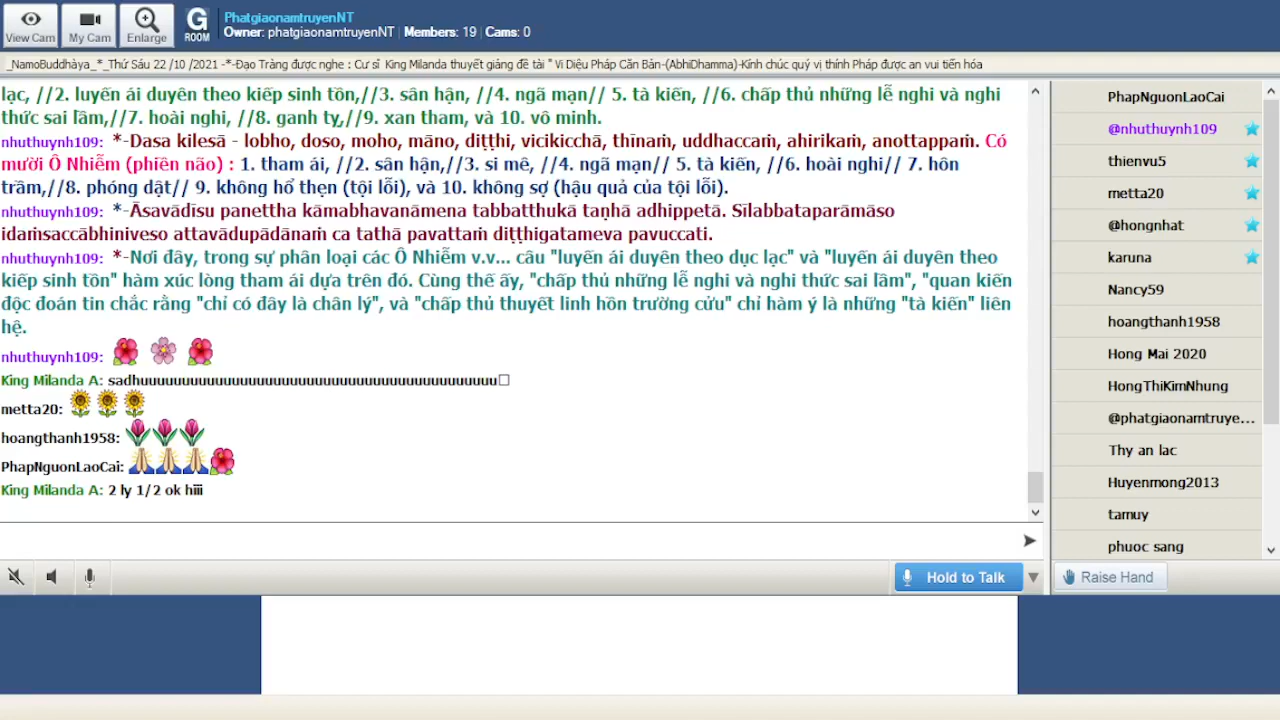 View Cam
My Cam
Enlarge
G
ROOM
PhatgiaonamtruyenNT
Owner: phatgiaonamtruyenNT | Members: 19 | Cams: 0
_NamoBuddhàya_*_Thứ Sáu 22 /10 /2021 -*-Đạo Tràng được nghe : Cư sĩ King Milanda thuyết giảng đề tài " Vi Diệu Pháp Căn Bản-(AbhiDhamma)-Kính chúc quý vị thính Pháp được an vui tiến hóa
lạc, //2. luyến ái duyên theo kiếp sinh tồn,//3. sân hận, //4. ngã mạn// 5. tà kiến, //6. chấp thủ những lễ nghi và nghi
thức sai lầm,//7. hoài nghi, //8. ganh tỵ,//9. xan tham, và 10. vô minh.
nhuthuynh109: *-Dasa kilesā - lobho, doso, moho, māno, diṭṭhi, vicikicchā, thīnaṁ, uddhaccaṁ, ahirikaṁ, anottappaṁ. Có
mười Ô Nhiễm (phiền não) : 1. tham ái, //2. sân hận,//3. si mê, //4. ngã mạn// 5. tà kiến, //6. hoài nghi// 7. hôn
trầm,//8. phóng dật// 9. không hổ thẹn (tội lỗi), và 10. không sợ (hậu quả của tội lỗi).
nhuthuynh109: *-Āsavādīsu panettha kāmabhavanāmena tabbatthukā taṇhā adhippetā. Sīlabbataparāmāso
idaṁsaccābhiniveso attavādupādānaṁ ca tathā pavattaṁ diṭṭhigatameva pavuccati.
nhuthuynh109: *-Nơi đây, trong sự phân loại các Ô Nhiễm v.v... câu "luyến ái duyên theo dục lạc" và "luyến ái duyên theo
kiếp sinh tồn" hàm xúc lòng tham ái dựa trên đó. Cùng thế ấy, "chấp thủ những lễ nghi và nghi thức sai lầm", "quan kiến
độc đoán tin chắc rằng "chỉ có đây là chân lý", và "chấp thủ thuyết linh hồn trường cửu" chỉ hàm ý là những "tà kiến" liên
hệ.
nhuthuynh109:
King Milanda A: sadhuuuuuuuuuuuuuuuuuuuuuuuuuuuuuuuuuuuuuuuuuuu
metta20:
hoangthanh1958:
PhapNguonLaoCai:
King Milanda A: 2 ly 1/2 ok hiii
Hold to Talk
PhapNguonLaoCai
@nhuthuynh109
thienvu5
metta20
@hongnhat
karuna
Nancy59
hoangthanh1958
Hong Mai 2020
HongThiKimNhung
@phatgiaonamtruye...
Thy an lac
Huyenmong2013
tamuy
phuoc sang
Raise Hand